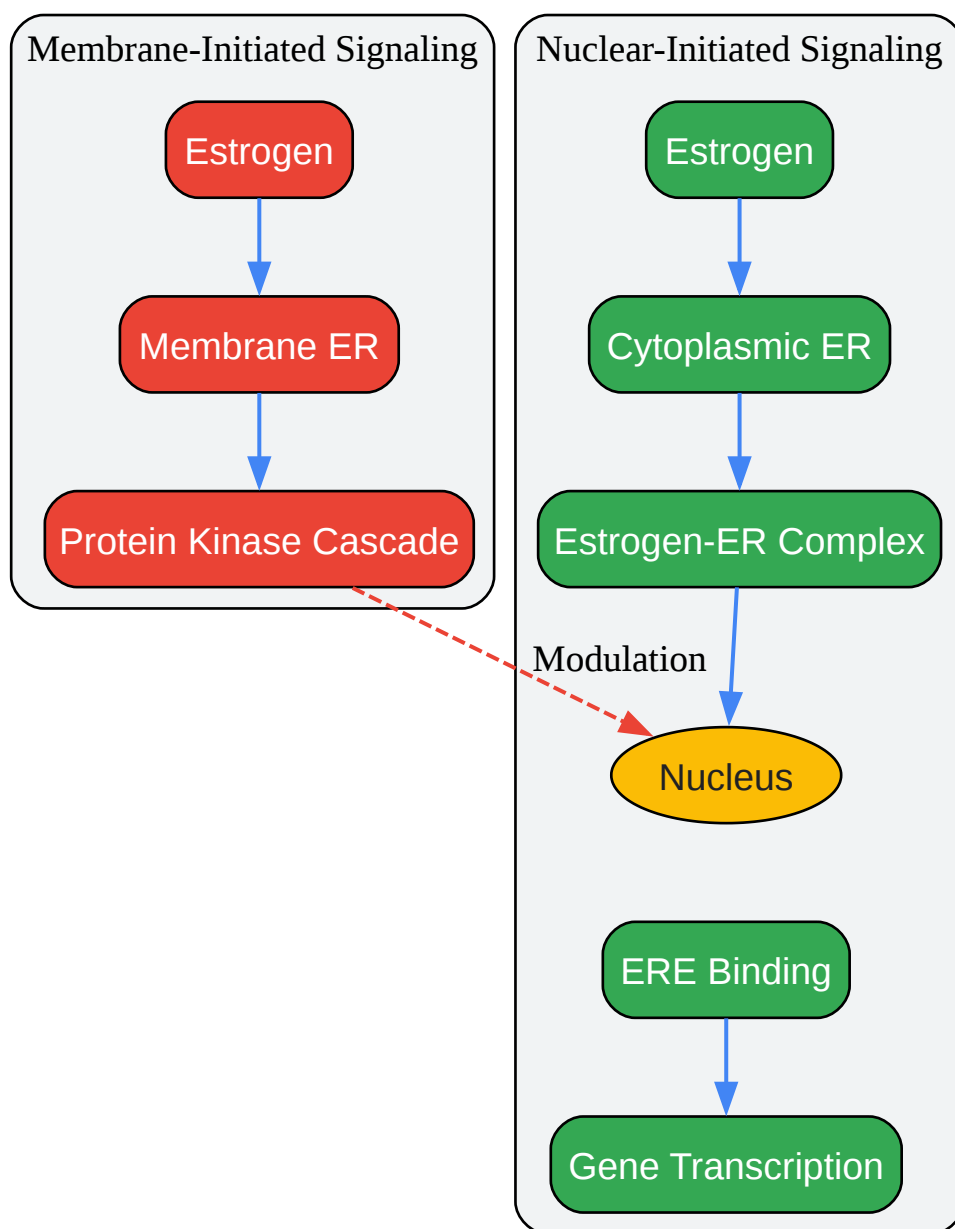 Membrane-Initiated Signaling
Estrogen
Membrane ER
Protein Kinase Cascade
Nuclear-Initiated Signaling
Estrogen
Cytoplasmic ER
Estrogen-ER Complex
Modulation
Nucleus
ERE Binding
Gene Transcription